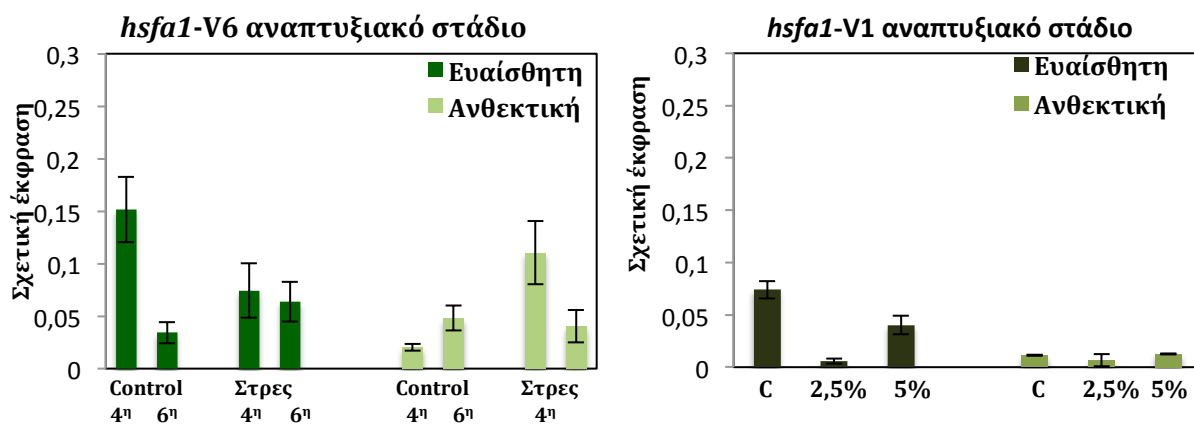 hsfa1-V6 αναπτυξιακό στάδιο
Σχετική έκφραση
0,3
0,25
0,2
0,15
0,1
0,05
0
Ευαίσθητη
Ανθεκτική
Control Στρες Control Στρες
4η 6η 4η 6η 4η 6η 4η
hsfa1-V1 αναπτυξιακό στάδιο
Σχετική έκφραση
0,3
0,25
0,2
0,15
0,1
0,05
0
Ευαίσθητη
Ανθεκτική
C 2,5% 5% C 2,5% 5%